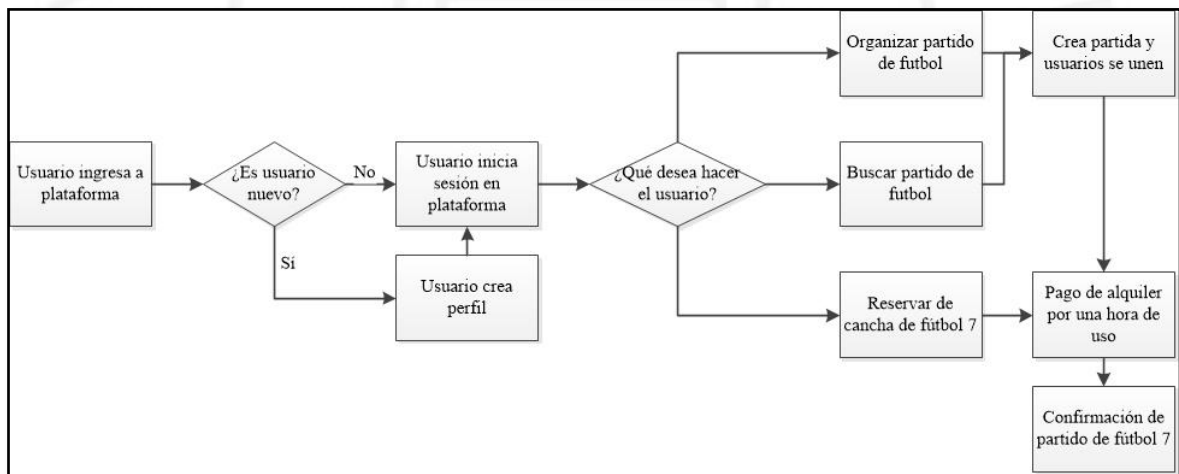 Usuario ingresa a
plataforma
¿Es usuario
nuevo?
No
Sí
Usuario inicia
sesión en
plataforma
Usuario crea
perfil
¿Qué desea hacer
el usuario?
Organizar partido
de futbol
Crea partida y
usuarios se unen
Buscar partido de
futbol
Reservar de
cancha de fútbol 7
Pago de alquiler
por una hora de
uso
Confirmación de
partido de fútbol 7